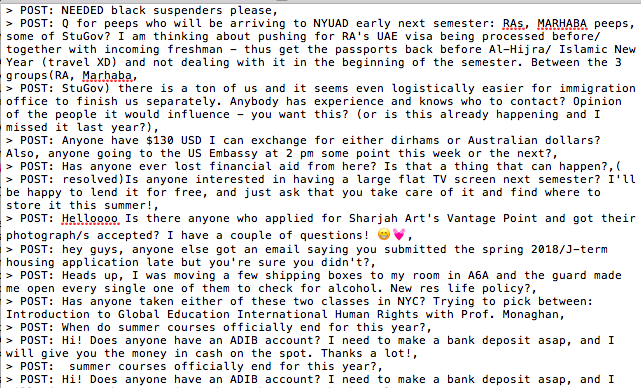 > POST: NEEDED black suspenders please,
> POST: Q for peeps who will be arriving to NYUAD early next semester: RAs, MARHABA peeps,
some of StuGov? I am thinking about pushing for RA's UAE visa being processed before/
together with incoming freshman - thus get the passports back before Al-Hijra/ Islamic New
Year (travel XD) and not dealing with it in the beginning of the semester. Between the 3
groups(RA, Marhaba,
> POST: StuGov) there is a ton of us and it seems even logistically easier for immigration
office to finish us separately. Anybody has experience and knows who to contact? Opinion
of the people it would influence - you want this? (or is this already happening and I
missed it last year?),
> POST: Anyone have $130 USD I can exchange for either dirhams or Australian dollars?
Also, anyone going to the US Embassy at 2 pm some point this week or the next?,
> POST: Has anyone ever lost financial aid from here? Is that a thing that can happen?,(
> POST: resolved)Is anyone interested in having a large flat TV screen next semester? I'll
be happy to lend it for free, and just ask that you take care of it and find where to
store it this summer!,
> POST: Helloooo Is there anyone who applied for Sharjah Art's Vantage Point and got their
photograph/s accepted? I have a couple of questions! 😁💓,
> POST: hey guys, anyone else got an email saying you submitted the spring 2018/J-term
housing application late but you're sure you didn't?,
> POST: Heads up, I was moving a few shipping boxes to my room in A6A and the guard made
me open every single one of them to check for alcohol. New res life policy?,
> POST: Has anyone taken either of these two classes in NYC? Trying to pick between:
Introduction to Global Education International Human Rights with Prof. Monaghan,
> POST: When do summer courses officially end for this year?,
> POST: Hi! Does anyone have an ADIB account? I need to make a bank deposit asap, and I
will give you the money in cash on the spot. Thanks a lot!,
> POST:  summer courses officially end for this year?,
> POST: Hi! Does anyone have an ADIB account? I need to make a bank deposit asap, and I